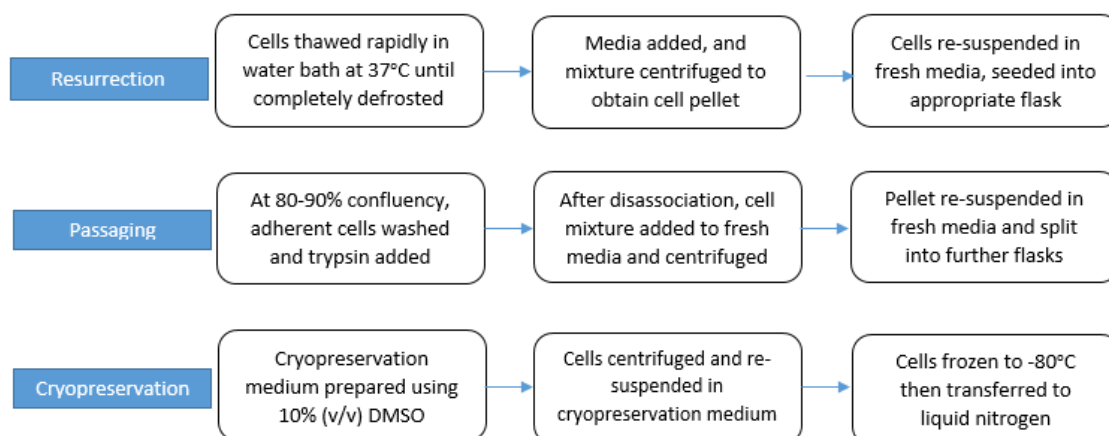 Resurrection
Cells thawed rapidly in
water bath at 37°C until
completely defrosted
Media added, and
mixture centrifuged to
obtain cell pellet
Cells re-suspended in
fresh media, seeded into
appropriate flask
Passaging
At 80-90% confluency,
adherent cells washed
and trypsin added
After disassociation, cell
mixture added to fresh
media and centrifuged
Pellet re-suspended in
fresh media and split
into further flasks
Cryopreservation
Cryopreservation
medium prepared using
10% (v/v) DMSO
Cells centrifuged and re-
suspended in
cryopreservation medium
Cells frozen to -80°C
then transferred to
liquid nitrogen